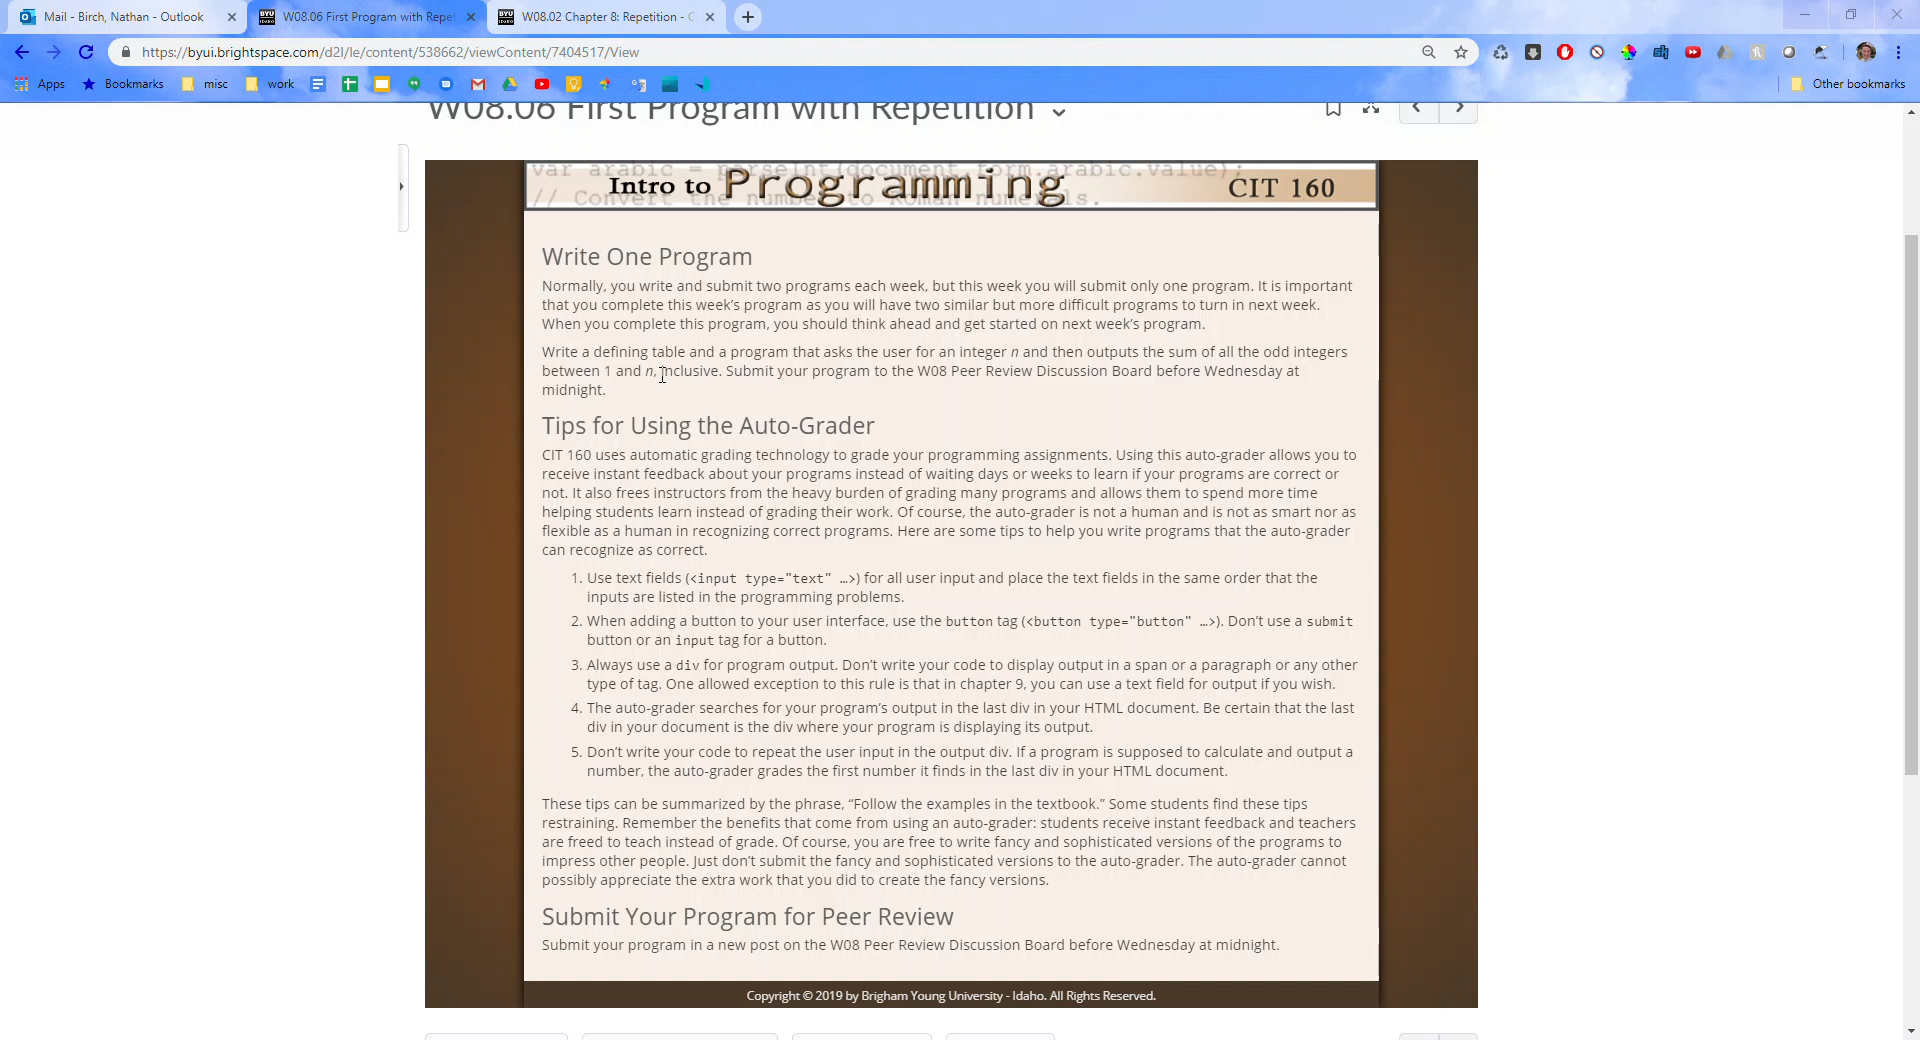 Mail - Birch, Nathan - Outlook
W08.06 First Program with Repet
W08.02 Chapter 8: Repetition - C
https://byui.brightspace.com/d2l/le/content/538662/viewContent/7404517/View
Apps
Bookmarks
misc
work
Other bookmarks
W08.06 First Program with Repetition
var arabic = parseInt(document.form.arabic.value);
Intro to Programming
CIT 160
// Convert the number to Roman numerals.
Write One Program
Normally, you write and submit two programs each week, but this week you will submit only one program. It is important
that you complete this week’s program as you will have two similar but more difficult programs to turn in next week.
When you complete this program, you should think ahead and get started on next week’s program.
Write a defining table and a program that asks the user for an integer n and then outputs the sum of all the odd integers
between 1 and n, inclusive. Submit your program to the W08 Peer Review Discussion Board before Wednesday at
midnight.
Tips for Using the Auto-Grader
CIT 160 uses automatic grading technology to grade your programming assignments. Using this auto-grader allows you to
receive instant feedback about your programs instead of waiting days or weeks to learn if your programs are correct or
not. It also frees instructors from the heavy burden of grading many programs and allows them to spend more time
helping students learn instead of grading their work. Of course, the auto-grader is not a human and is not as smart nor as
flexible as a human in recognizing correct programs. Here are some tips to help you write programs that the auto-grader
can recognize as correct.
1. Use text fields (<input type="text" …>) for all user input and place the text fields in the same order that the
inputs are listed in the programming problems.
2. When adding a button to your user interface, use the button tag (<button type="button" …>). Don’t use a submit
button or an input tag for a button.
3. Always use a div for program output. Don’t write your code to display output in a span or a paragraph or any other
type of tag. One allowed exception to this rule is that in chapter 9, you can use a text field for output if you wish.
4. The auto-grader searches for your program’s output in the last div in your HTML document. Be certain that the last
div in your document is the div where your program is displaying its output.
5. Don’t write your code to repeat the user input in the output div. If a program is supposed to calculate and output a
number, the auto-grader grades the first number it finds in the last div in your HTML document.
These tips can be summarized by the phrase, “Follow the examples in the textbook.” Some students find these tips
restraining. Remember the benefits that come from using an auto-grader: students receive instant feedback and teachers
are freed to teach instead of grade. Of course, you are free to write fancy and sophisticated versions of the programs to
impress other people. Just don’t submit the fancy and sophisticated versions to the auto-grader. The auto-grader cannot
possibly appreciate the extra work that you did to create the fancy versions.
Submit Your Program for Peer Review
Submit your program in a new post on the W08 Peer Review Discussion Board before Wednesday at midnight.
Copyright © 2019 by Brigham Young University - Idaho. All Rights Reserved.